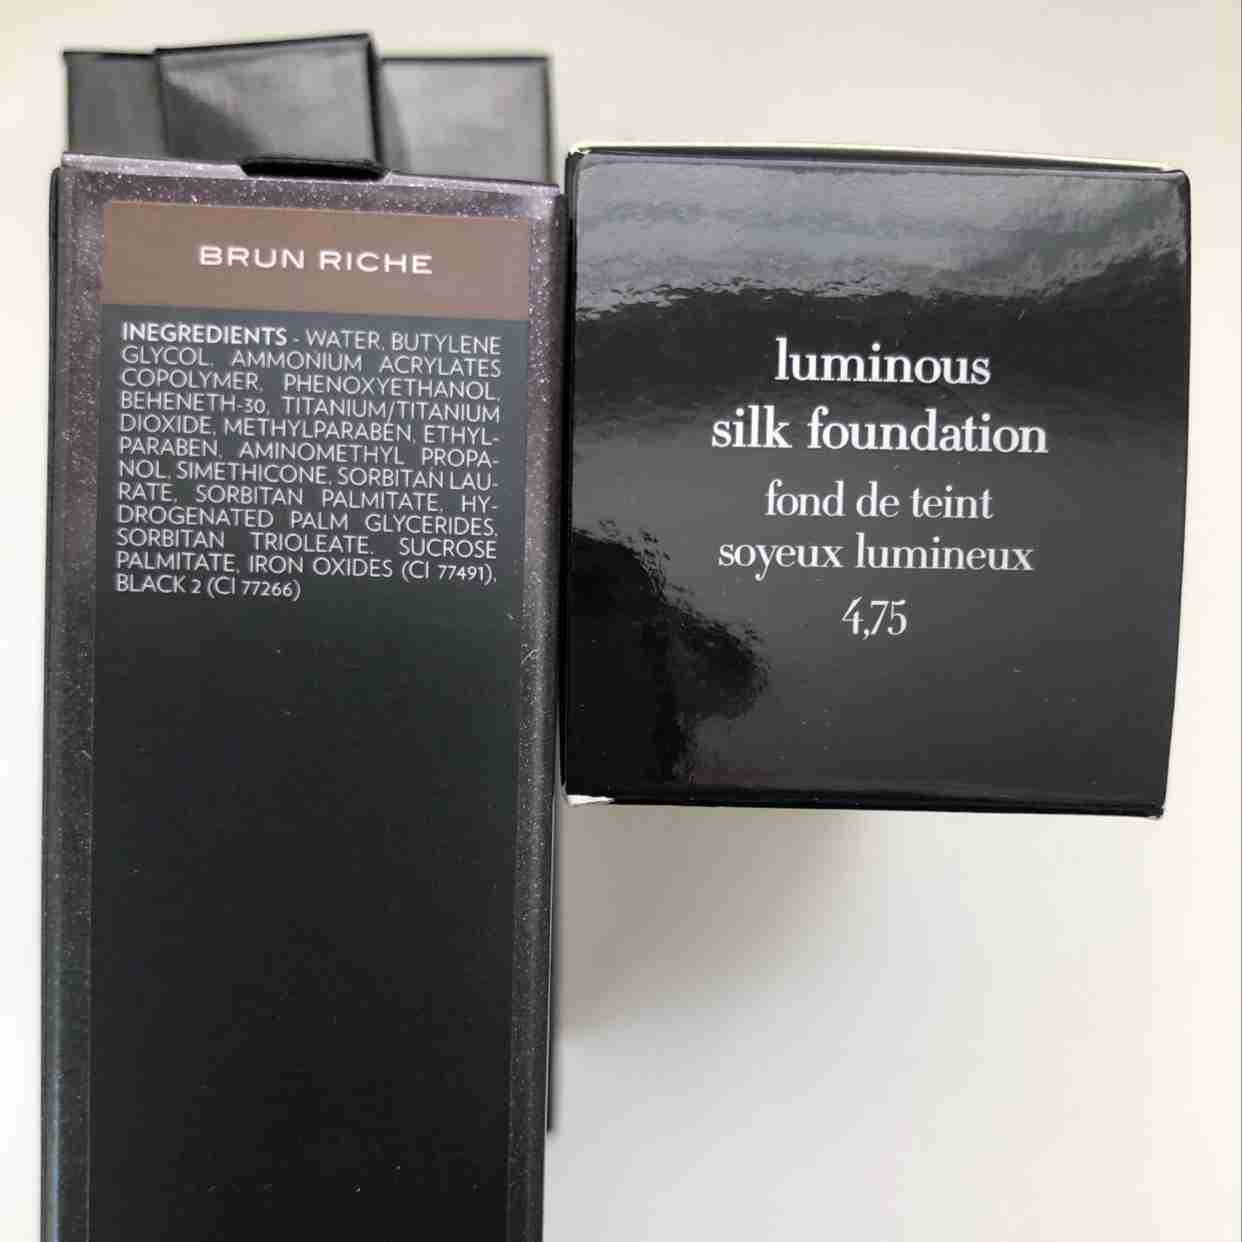 BRUN RICHE
INEGREDIENTS - WATER, BUTYLENE
GLYCOL, AMMONIUM ACRYLATES
COPOLYMER, PHENOXYETHANOL,
BEHENETH-30, TITANIUM/TITANIUM
DIOXIDE, METHYLPARABEN, ETHYL-
PARABEN, AMINOMETHYL PROPA-
NOL, SIMETHICONE, SORBITAN LAU-
RATE, SORBITAN PALMITATE, HY-
DROGENATED PALM GLYCERIDES,
SORBITAN TRIOLEATE, SUCROSE
PALMITATE, IRON OXIDES (CI 77491),
BLACK 2 (CI 77266)
luminous
silk foundation
fond de teint
soyeux lumineux
4,75